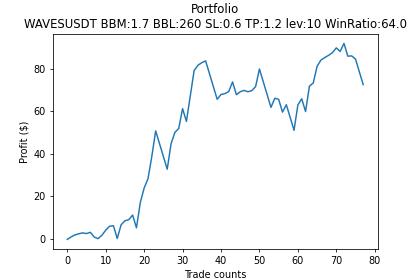 Portfolio
WAVESUSDT BBM:1.7 BBL:260 SL:0.6 TP:1.2 lev:10 WinRatio:64.0
Profit ($)
80
60
40
20
0
0 10 20 30 40 50 60 70 80
Trade counts